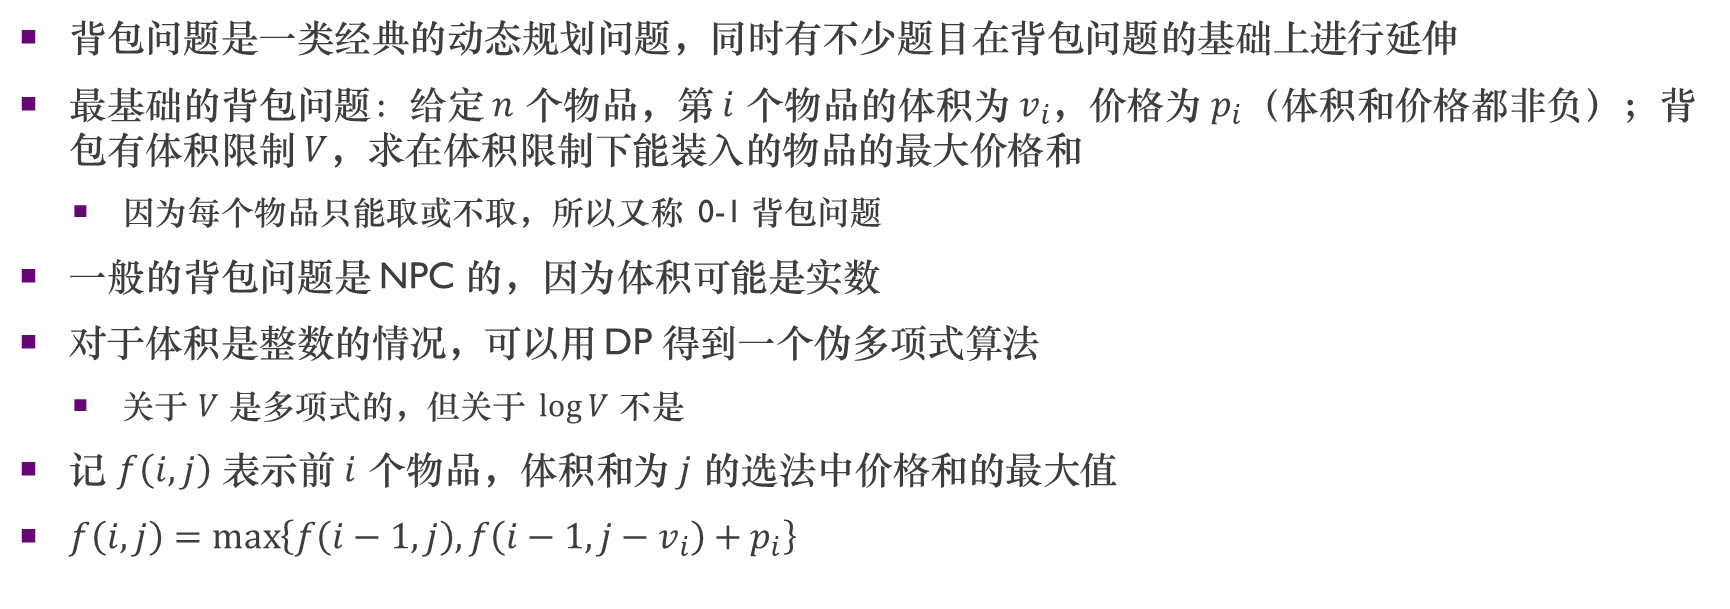 ▪ 背包问题是一类经典的动态规划问题，同时有不少题目在背包问题的基础上进行延伸
▪ 最基础的背包问题：给定 n 个物品，第 i 个物品的体积为 vᵢ，价格为 pᵢ（体积和价格都非负）；背
包有体积限制 V，求在体积限制下能装入的物品的最大价格和
▪ 因为每个物品只能取或不取，所以又称 0-1 背包问题
▪ 一般的背包问题是 NPC 的，因为体积可能是实数
▪ 对于体积是整数的情况，可以用 DP 得到一个伪多项式算法
▪ 关于 V 是多项式的，但关于 log V 不是
▪ 记 f(i, j) 表示前 i 个物品，体积和为 j 的选法中价格和的最大值
▪ f(i, j) = max{f(i − 1, j), f(i − 1, j − vᵢ) + pᵢ}